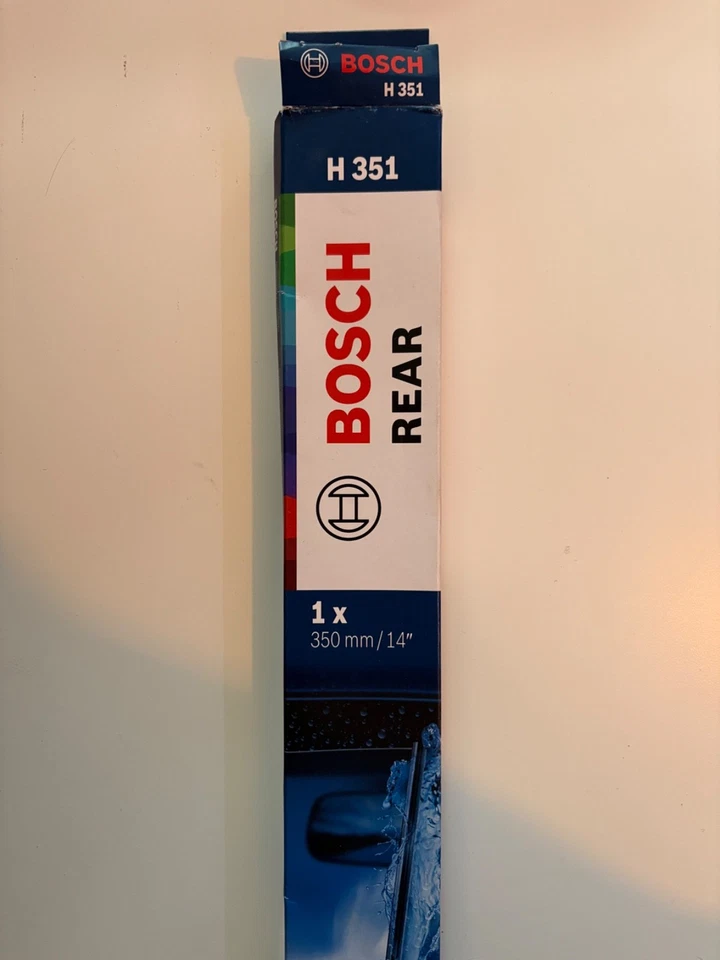 BOSCH
H 351
H 351
BOSCH
REAR
1 x
350 mm / 14"